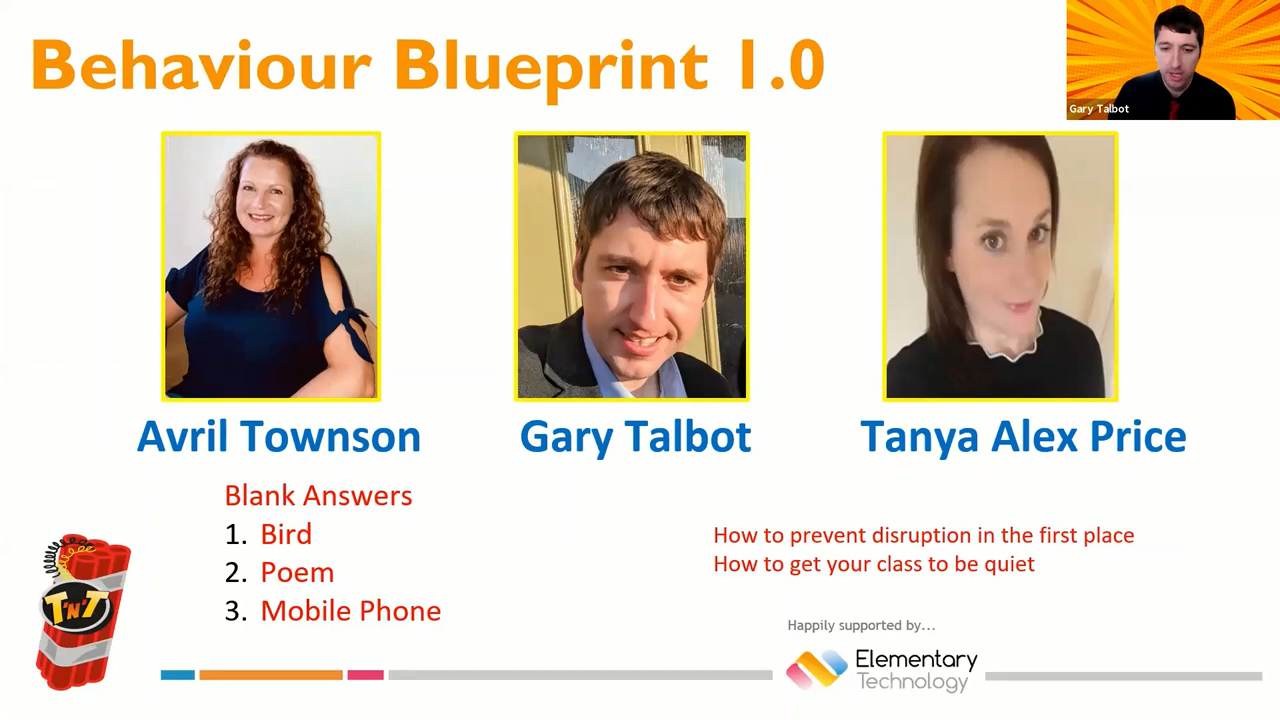 Behaviour Blueprint 1.0
Gary Talbot
Avril Townson
Gary Talbot
Tanya Alex Price
Blank Answers
1. Bird
2. Poem
3. Mobile Phone
How to prevent disruption in the first place
How to get your class to be quiet
T'N'T
Happily supported by...
Elementary
Technology